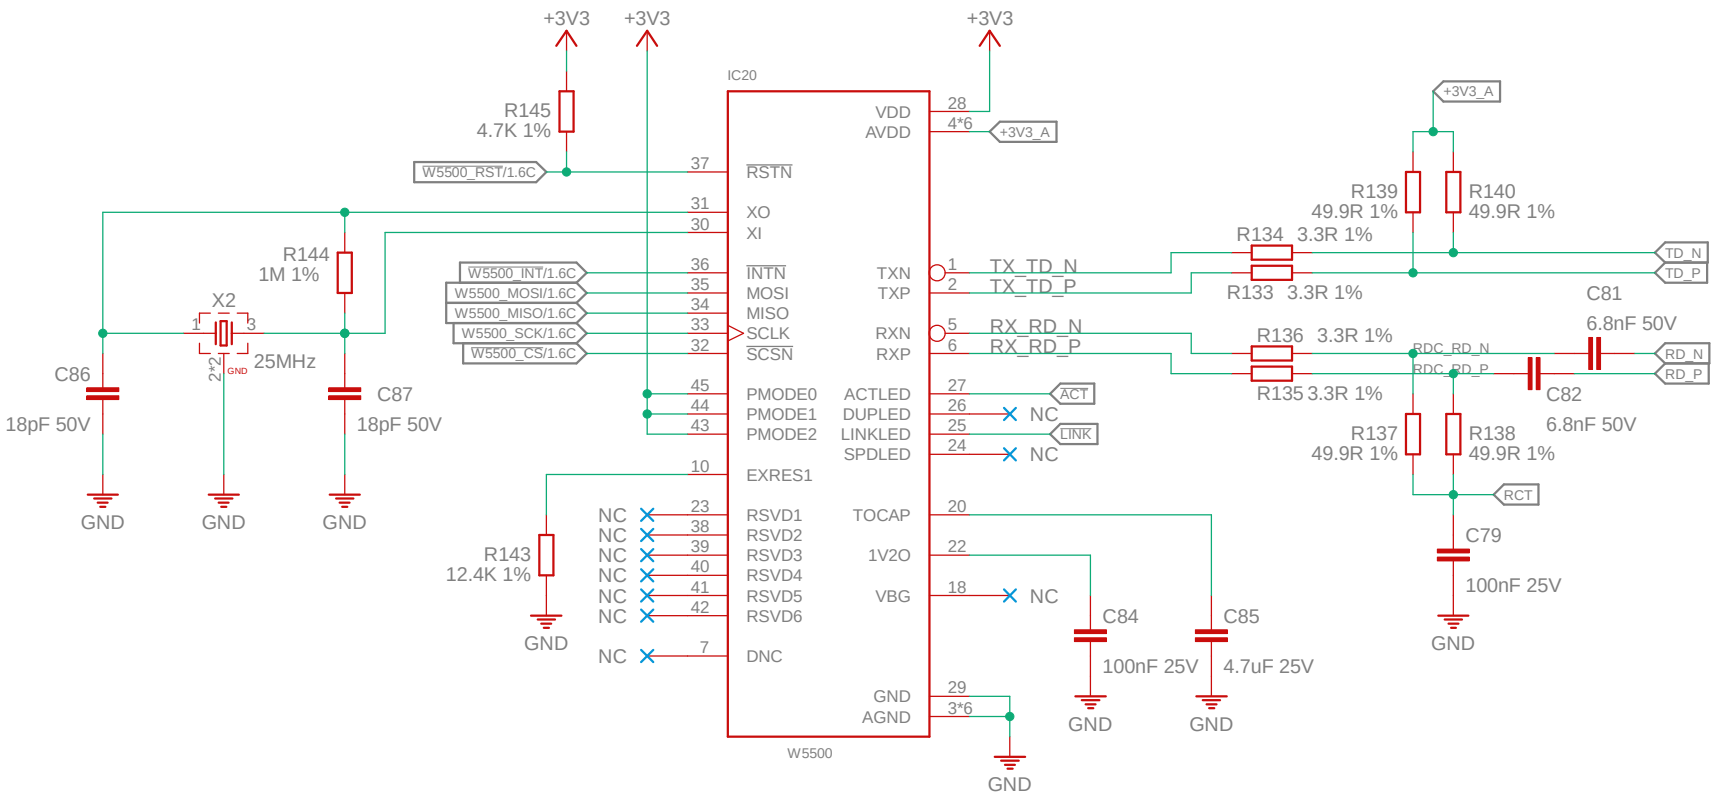 +3V3
+3V3
+3V3
IC20
R145
4.7K 1%
W5500_RST/1.6C
37
RSTN
31
XO
30
XI
R144
1M 1%
W5500_INT/1.6C
36
INTN
W5500_MOSI/1.6C
35
MOSI
W5500_MISO/1.6C
34
MISO
W5500_SCK/1.6C
33
SCLK
W5500_CS/1.6C
32
SCSN
X2
1
3
2*2
GND
25MHz
C86
18pF 50V
C87
18pF 50V
GND
GND
GND
45
PMODE0
44
PMODE1
43
PMODE2
10
EXRES1
R143
12.4K 1%
GND
NC
23
RSVD1
NC
38
RSVD2
NC
39
RSVD3
NC
40
RSVD4
NC
41
RSVD5
NC
42
RSVD6
NC
7
DNC
VDD
28
AVDD
4*6
+3V3_A
TXN
1
TX_TD_N
TXP
2
TX_TD_P
RXN
5
RX_RD_N
RXP
6
RX_RD_P
ACTLED
27
ACT
DUPLED
26
NC
LINKLED
25
LINK
SPDLED
24
NC
TOCAP
20
1V2O
22
VBG
18
NC
C84
100nF 25V
GND
C85
4.7uF 25V
GND
GND
29
AGND
3*6
GND
W5500
+3V3_A
R139
49.9R 1%
R140
49.9R 1%
R134 3.3R 1%
R133 3.3R 1%
TD_N
TD_P
C81
6.8nF 50V
R136 3.3R 1%
RDC_RD_N
RD_N
RDC_RD_P
RD_P
R135 3.3R 1%
C82
6.8nF 50V
R137
49.9R 1%
R138
49.9R 1%
RCT
C79
100nF 25V
GND